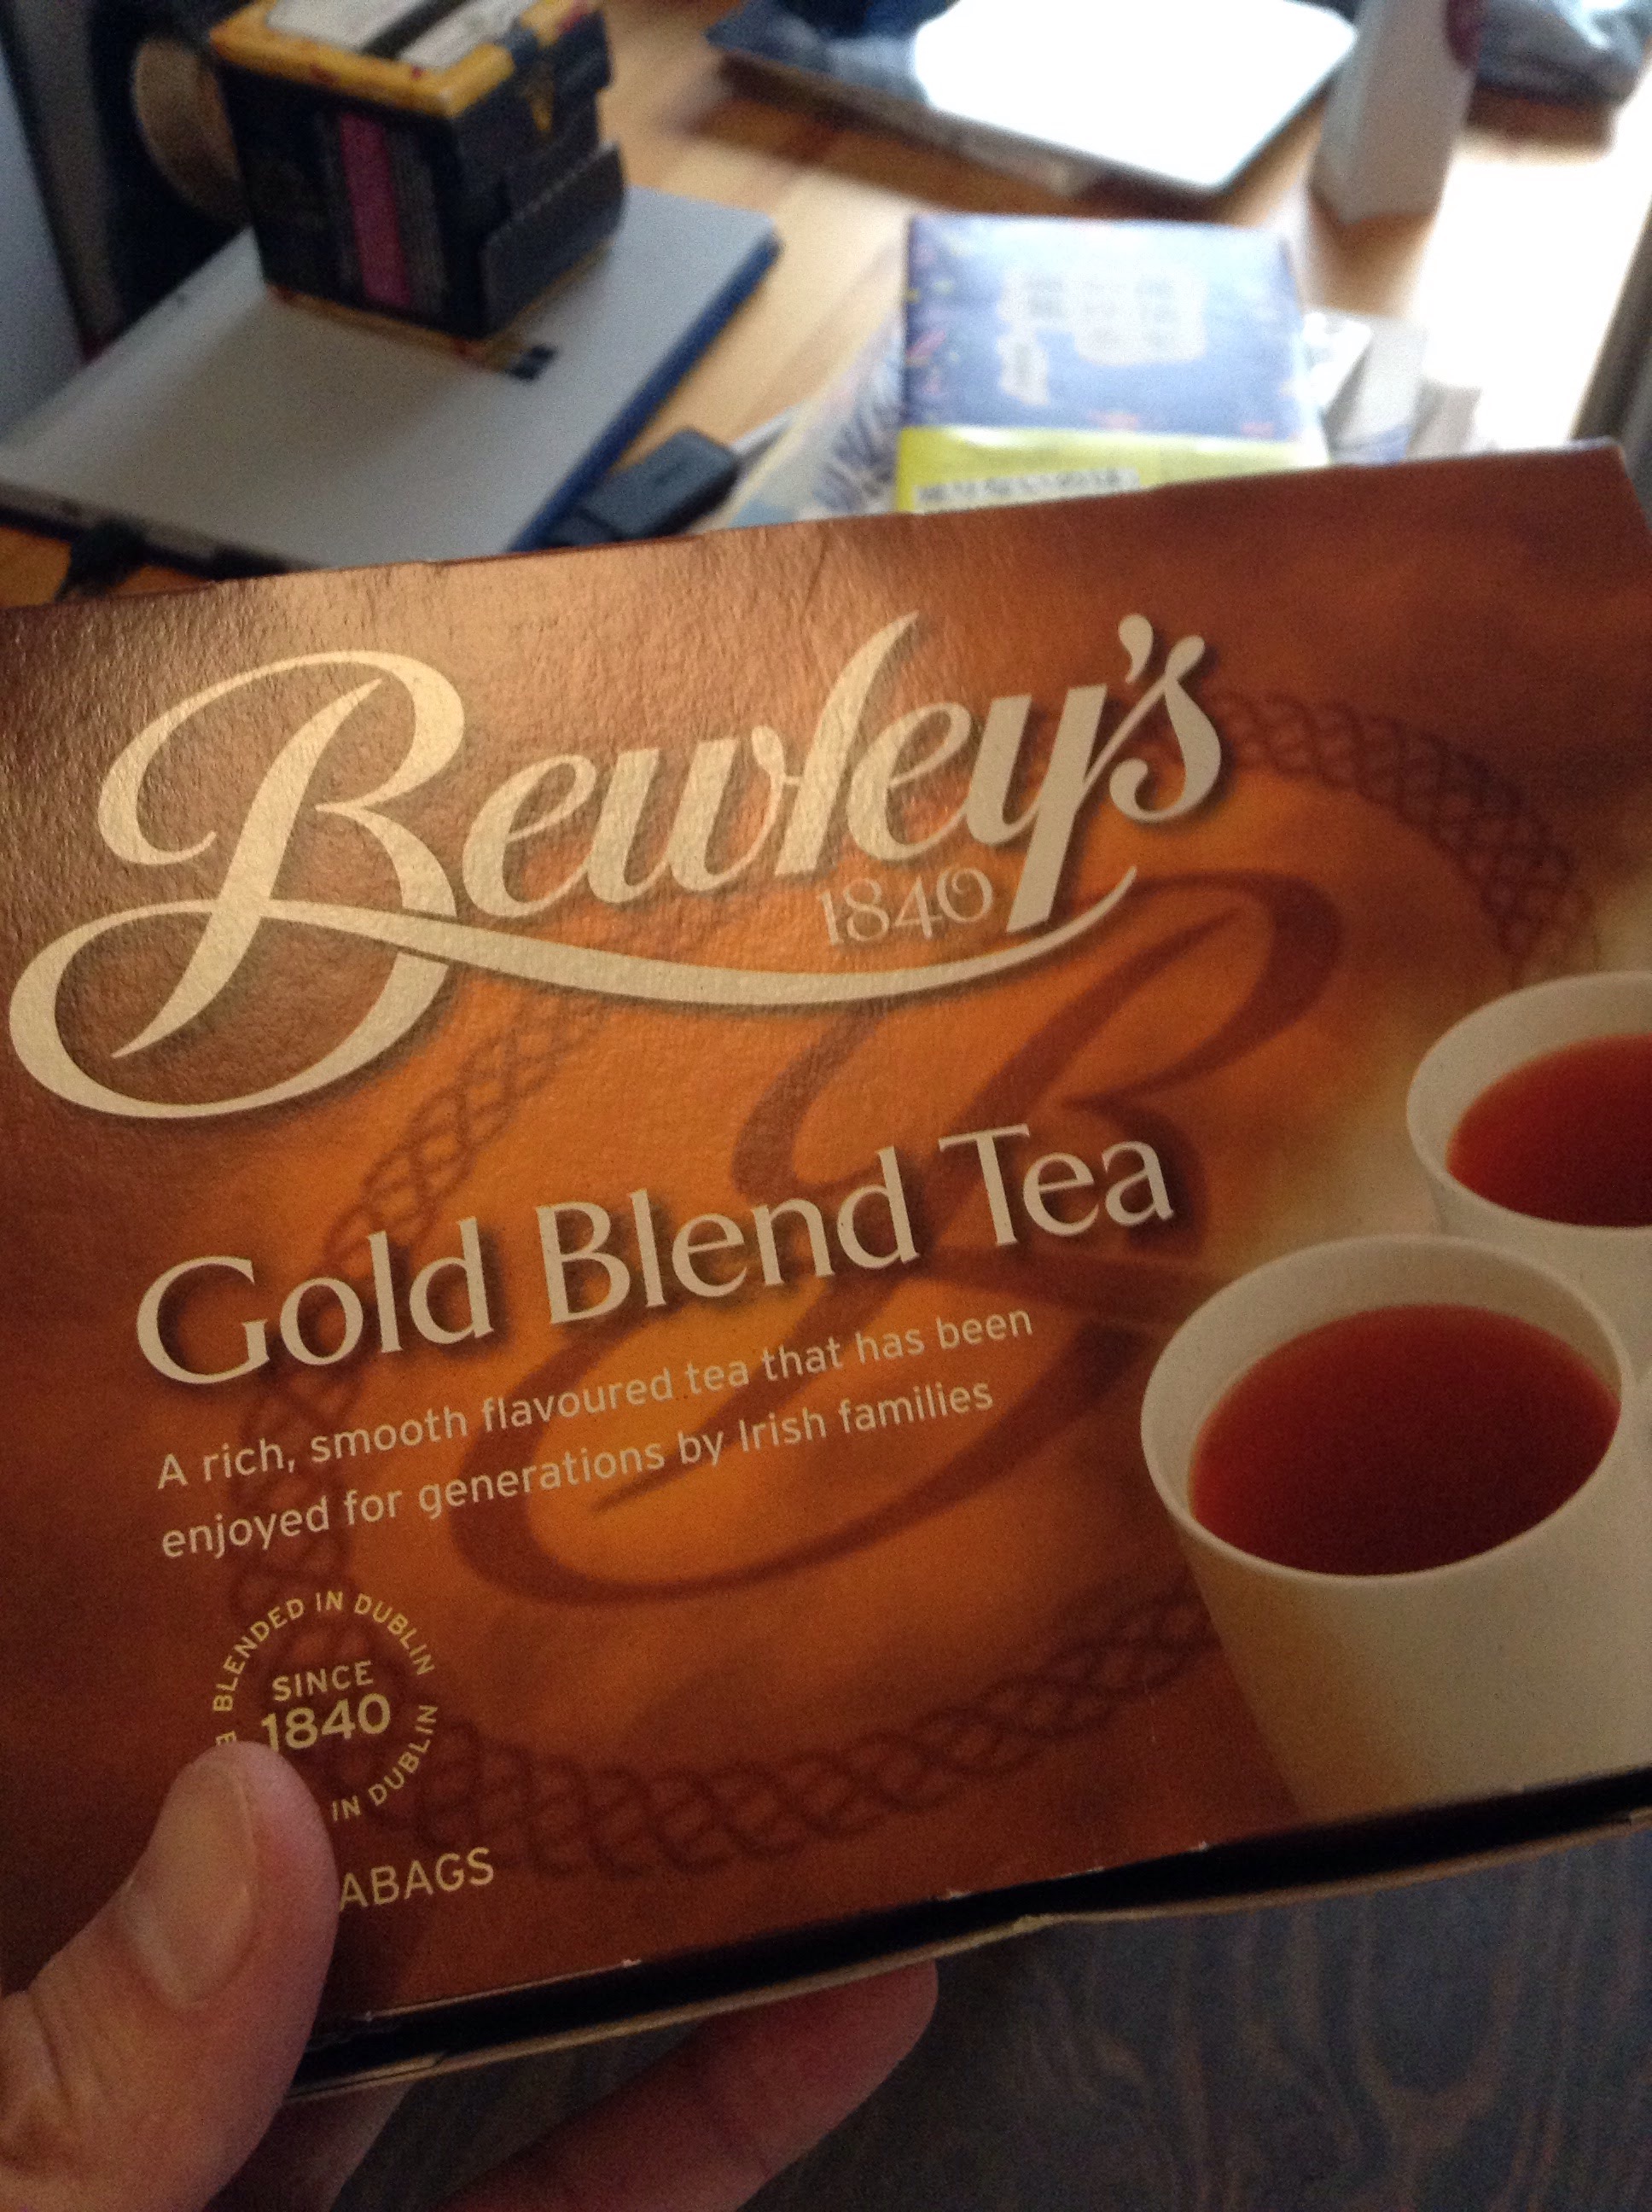 Bewley's
1840
Gold Blend Tea
A rich, smooth flavoured tea that has been
enjoyed for generations by Irish families
BLENDED IN DUBLIN
SINCE
1840
IN DUBLIN
ABAGS